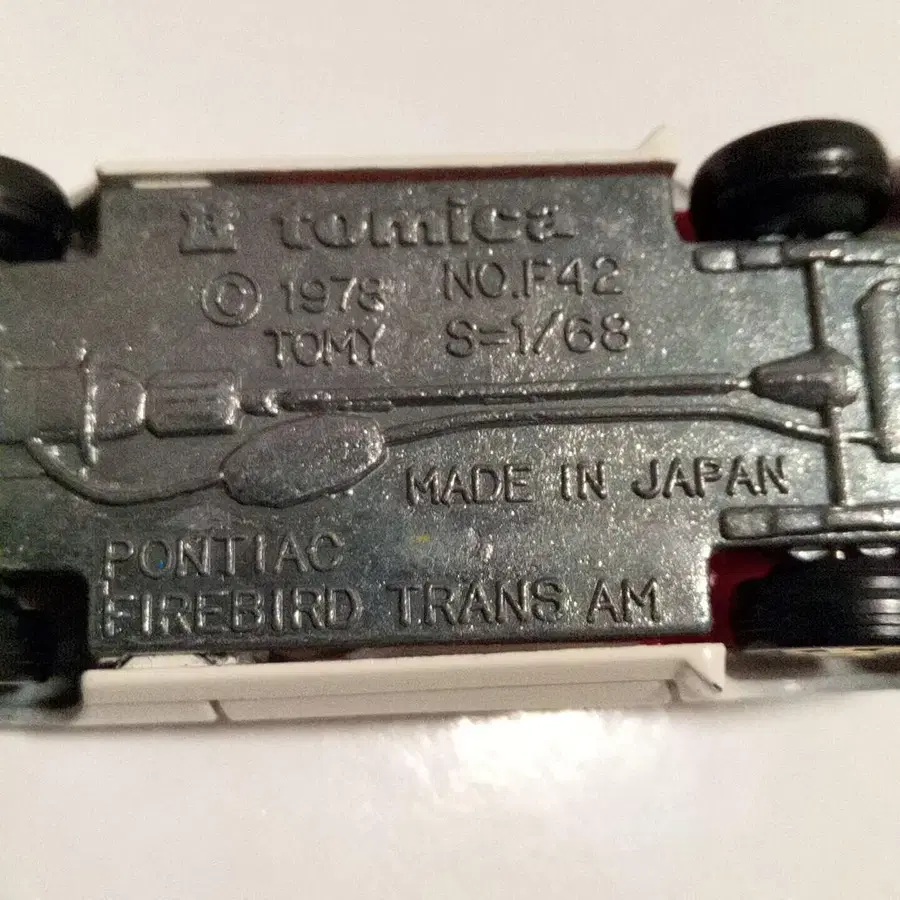 tomica
© 1978 NO.F42
TOMY S=1/68
MADE IN JAPAN
PONTIAC
FIREBIRD TRANS AM